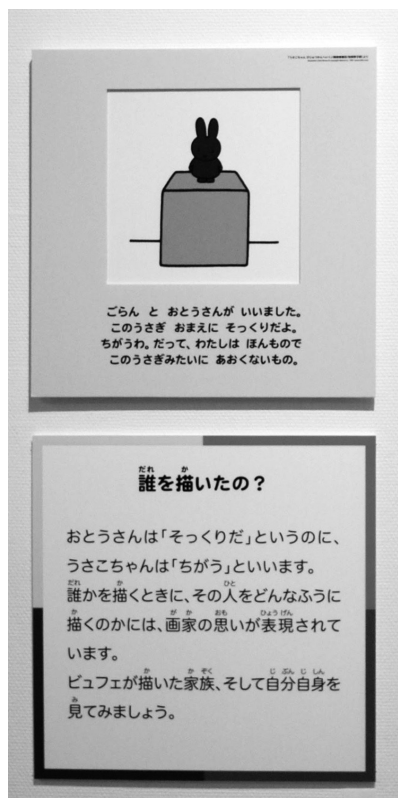 ごらん と おとうさんが いいました。
このうさぎ おまえに そっくりだよ。
ちがうわ。だって、わたしは ほんもので
このうさぎみたいに あおくないもの。
誰を描いたの？
おとうさんは「そっくりだ」というのに、
うさこちゃんは「ちがう」といいます。
誰かを描くときに、その人をどんなふうに
描くのかには、画家の思いが表現されて
います。
ビュフェが描いた家族、そして自分自身を
見てみましょう。